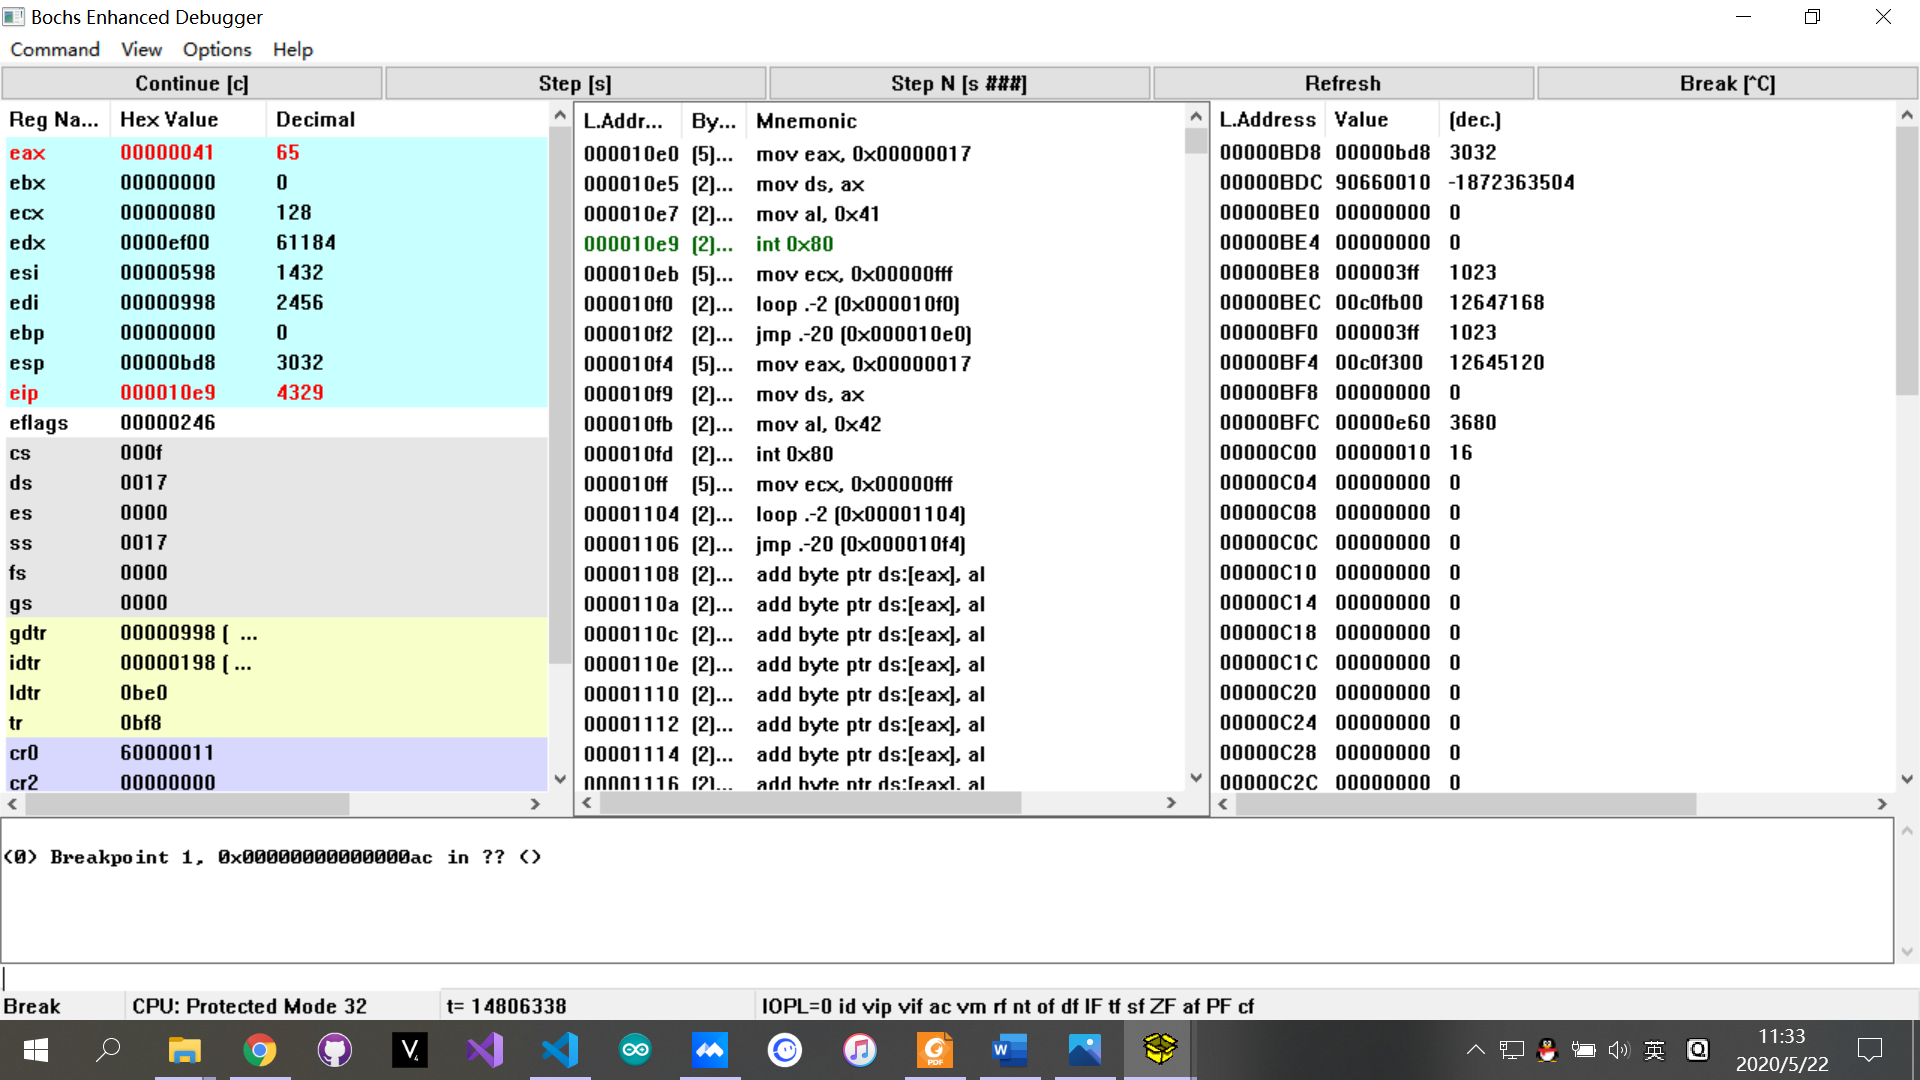 Bochs Enhanced Debugger
Command View Options Help
Continue [c] Step [s] Step N [s ###] Refresh Break [^C]
Reg Na... Hex Value Decimal
eax 00000041 65
ebx 00000000 0
ecx 00000080 128
edx 0000ef00 61184
esi 00000598 1432
edi 00000998 2456
ebp 00000000 0
esp 00000bd8 3032
eip 000010e9 4329
eflags 00000246
cs 000f
ds 0017
es 0000
ss 0017
fs 0000
gs 0000
gdtr 00000998 ( ...
idtr 00000198 ( ...
ldtr 0be0
tr 0bf8
cr0 60000011
cr2 00000000
L.Addr... By... Mnemonic
000010e0 (5)... mov eax, 0x00000017
000010e5 (2)... mov ds, ax
000010e7 (2)... mov al, 0x41
000010e9 (2)... int 0x80
000010eb (5)... mov ecx, 0x00000fff
000010f0 (2)... loop .-2 (0x000010f0)
000010f2 (2)... jmp .-20 (0x000010e0)
000010f4 (5)... mov eax, 0x00000017
000010f9 (2)... mov ds, ax
000010fb (2)... mov al, 0x42
000010fd (2)... int 0x80
000010ff (5)... mov ecx, 0x00000fff
00001104 (2)... loop .-2 (0x00001104)
00001106 (2)... jmp .-20 (0x000010f4)
00001108 (2)... add byte ptr ds:[eax], al
0000110a (2)... add byte ptr ds:[eax], al
0000110c (2)... add byte ptr ds:[eax], al
0000110e (2)... add byte ptr ds:[eax], al
00001110 (2)... add byte ptr ds:[eax], al
00001112 (2)... add byte ptr ds:[eax], al
00001114 (2)... add byte ptr ds:[eax], al
00001116 (2)... add byte ptr ds:[eax], al
L.Address Value (dec.)
00000BD8 00000bd8 3032
00000BDC 90660010 -1872363504
00000BE0 00000000 0
00000BE4 00000000 0
00000BE8 000003ff 1023
00000BEC 00c0fb00 12647168
00000BF0 000003ff 1023
00000BF4 00c0f300 12645120
00000BF8 00000000 0
00000BFC 00000e60 3680
00000C00 00000010 16
00000C04 00000000 0
00000C08 00000000 0
00000C0C 00000000 0
00000C10 00000000 0
00000C14 00000000 0
00000C18 00000000 0
00000C1C 00000000 0
00000C20 00000000 0
00000C24 00000000 0
00000C28 00000000 0
00000C2C 00000000 0
(0) Breakpoint 1, 0x00000000000000ac in ?? ()
Break CPU: Protected Mode 32 t= 14806338 IOPL=0 id vip vif ac vm rf nt of df IF tf sf ZF af PF cf
英
11:33
2020/5/22